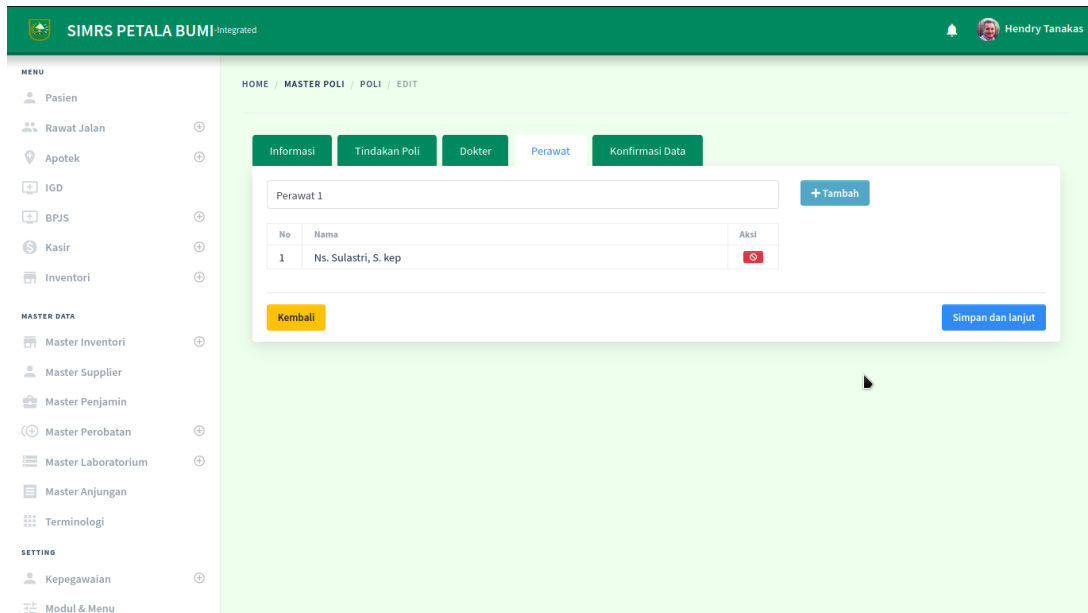 SIMRS PETALA BUMI-Integrated
Hendry Tanakas
MENU
Pasien
Rawat Jalan
Apotek
IGD
BPJS
Kasir
Inventori
MASTER DATA
Master Inventori
Master Supplier
Master Penjamin
Master Perobatan
Master Laboratorium
Master Anjungan
Terminologi
SETTING
Kepegawaian
Modul & Menu
HOME / MASTER POLI / POLI / EDIT
Informasi Tindakan Poli Dokter Perawat Konfirmasi Data
Perawat 1 + Tambah
No Nama Aksi
1 Ns. Sulastri, S. kep
Kembali Simpan dan lanjut